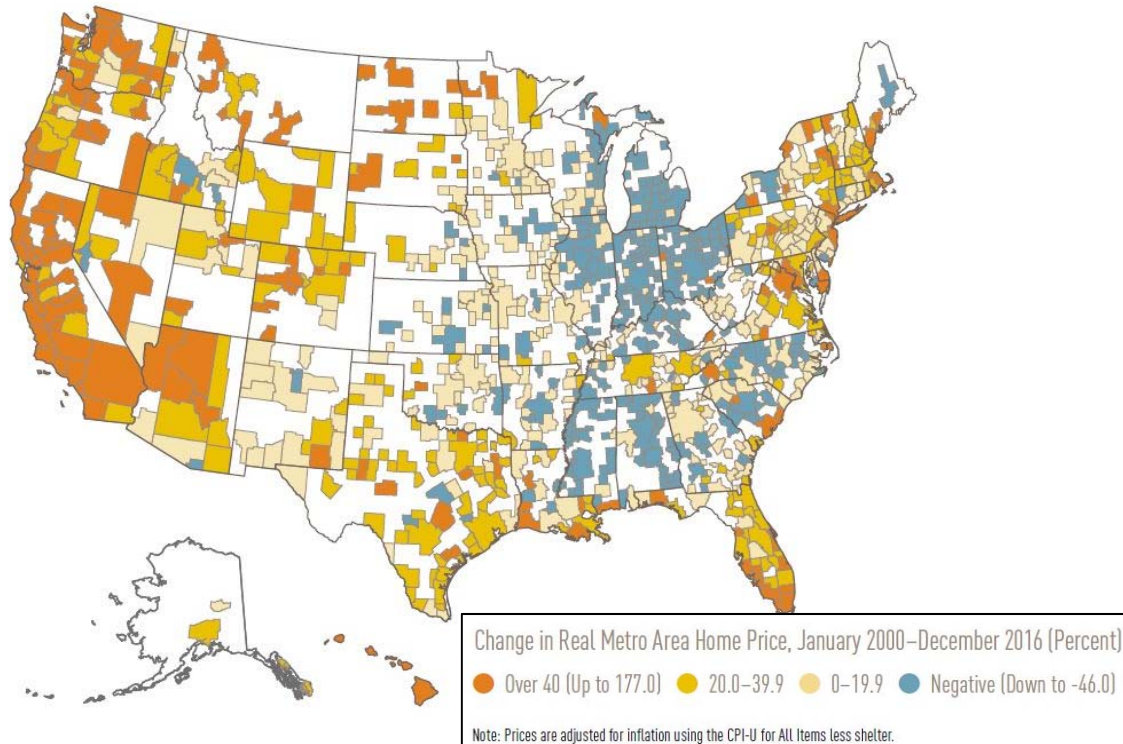 Change in Real Metro Area Home Price, January 2000–December 2016 (Percent)
Over 40 (Up to 177.0) 20.0–39.9 0–19.9 Negative (Down to -46.0)
Note: Prices are adjusted for inflation using the CPI-U for All Items less shelter.